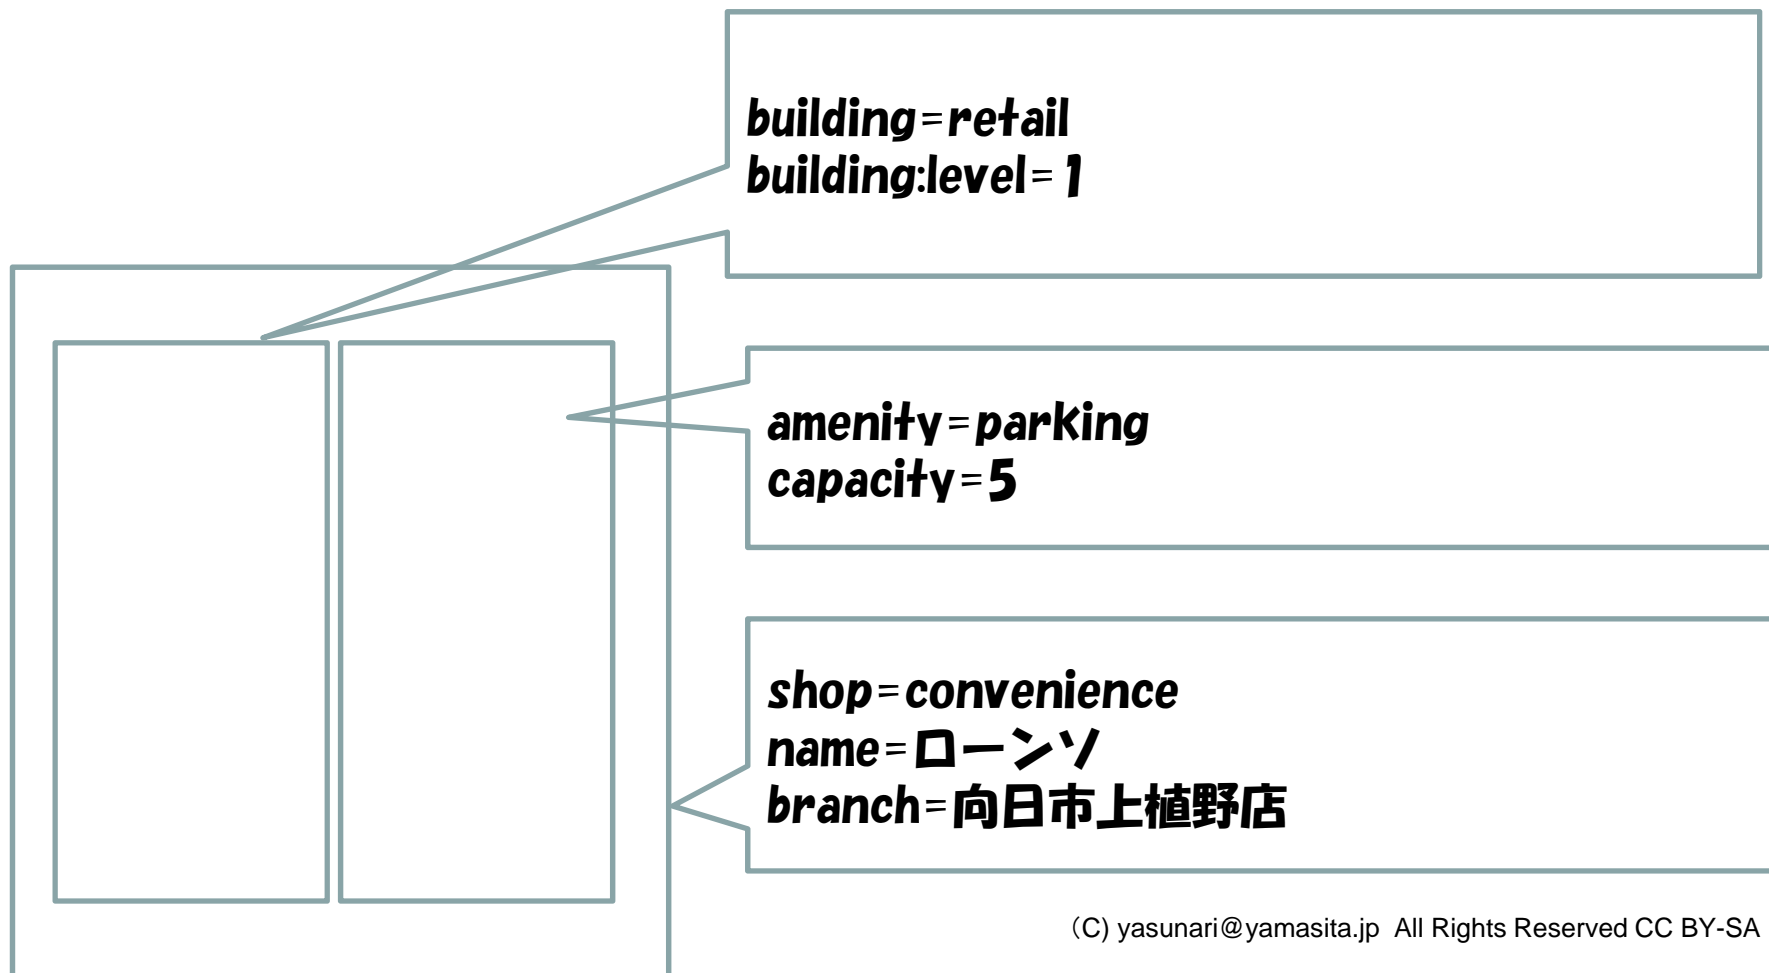 building=retail
building:level=1
amenity=parking
capacity=5
shop=convenience
name=ローンソ
branch=向日市上植野店
（C) yasunari@yamasita.jp All Rights Reserved CC BY-SA